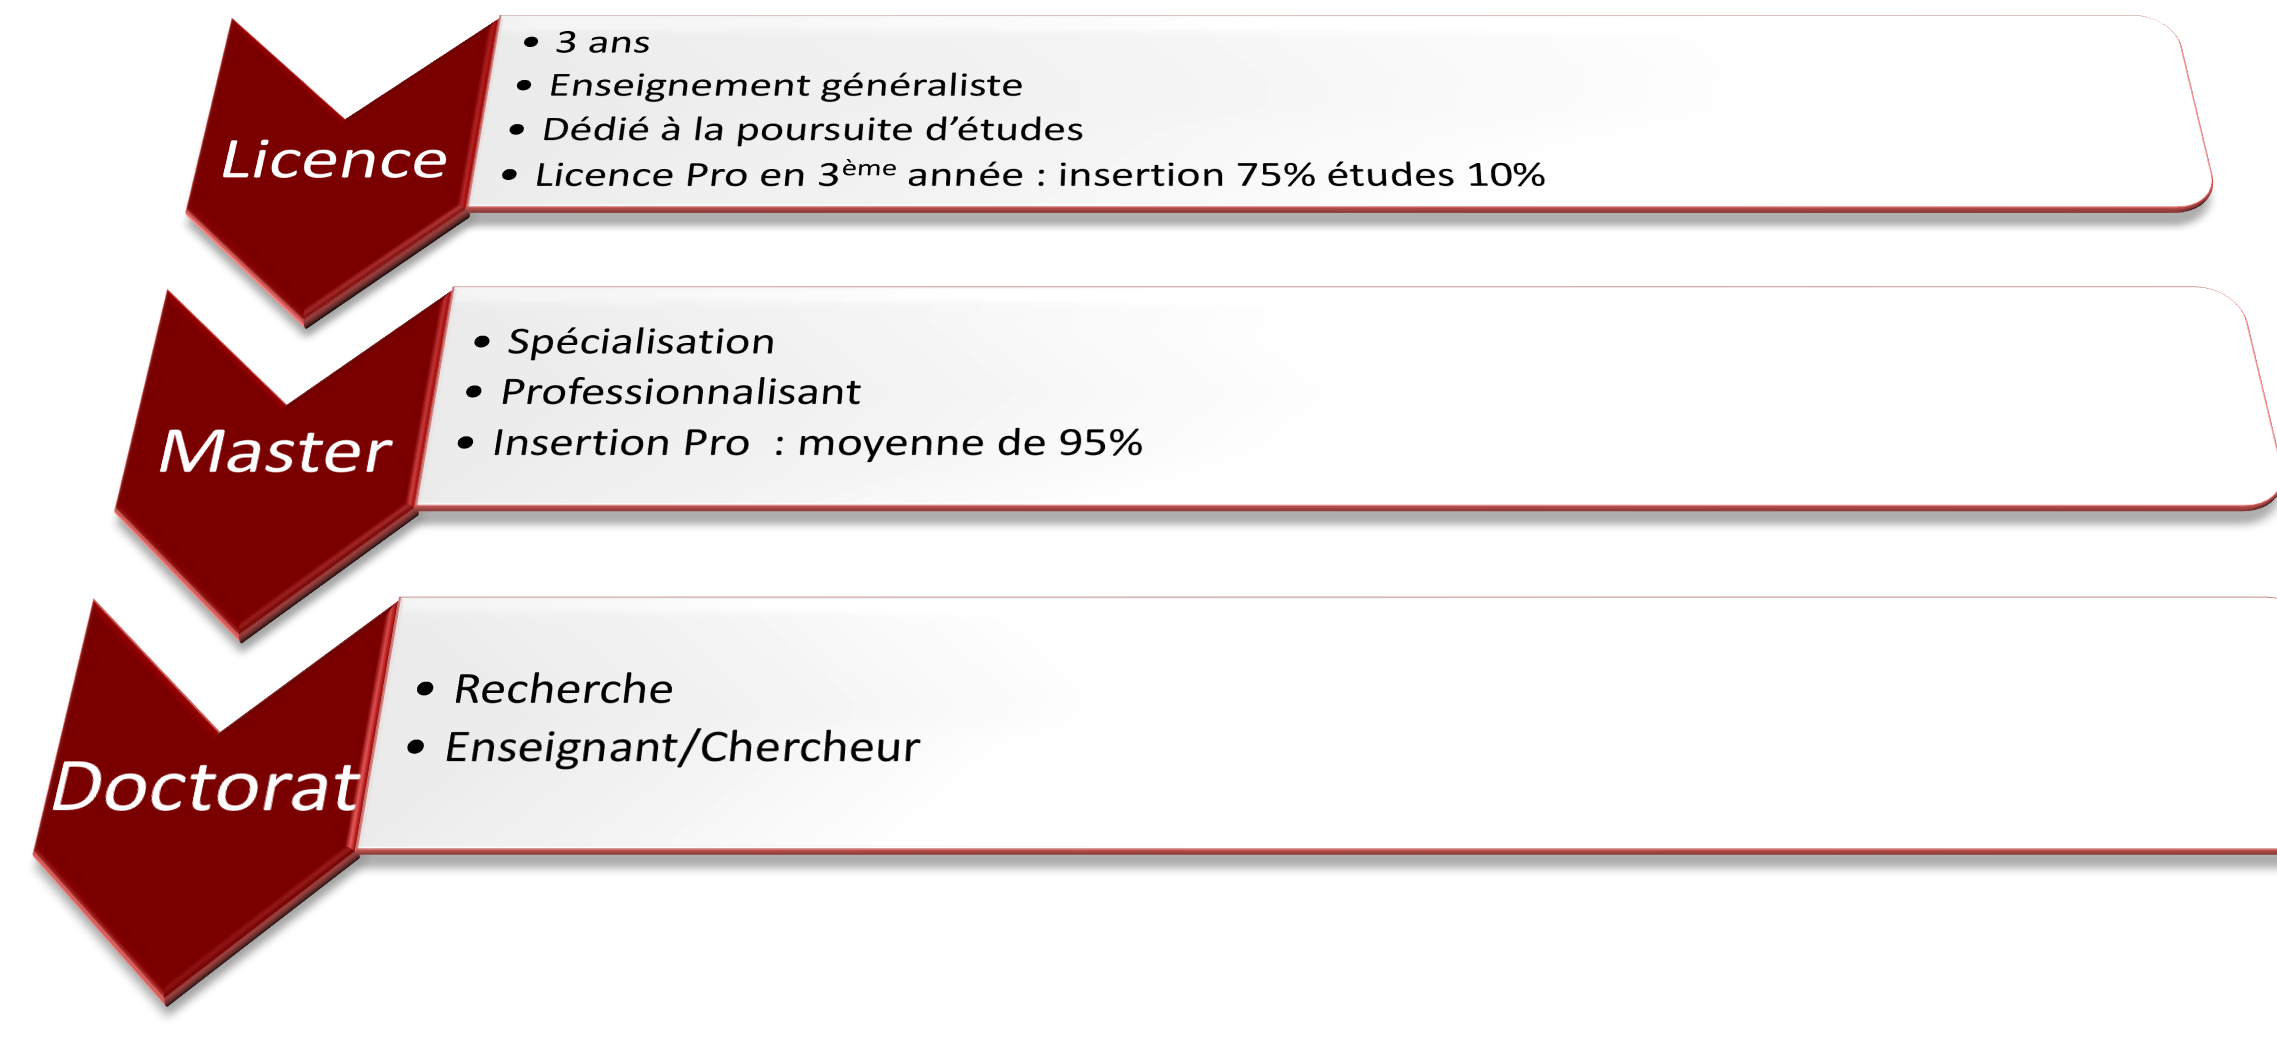 Licence
• 3 ans
• Enseignement généraliste
• Dédié à la poursuite d’études
• Licence Pro en 3ème année : insertion 75% études 10%
Master
• Spécialisation
• Professionnalisant
• Insertion Pro : moyenne de 95%
Doctorat
• Recherche
• Enseignant/Chercheur